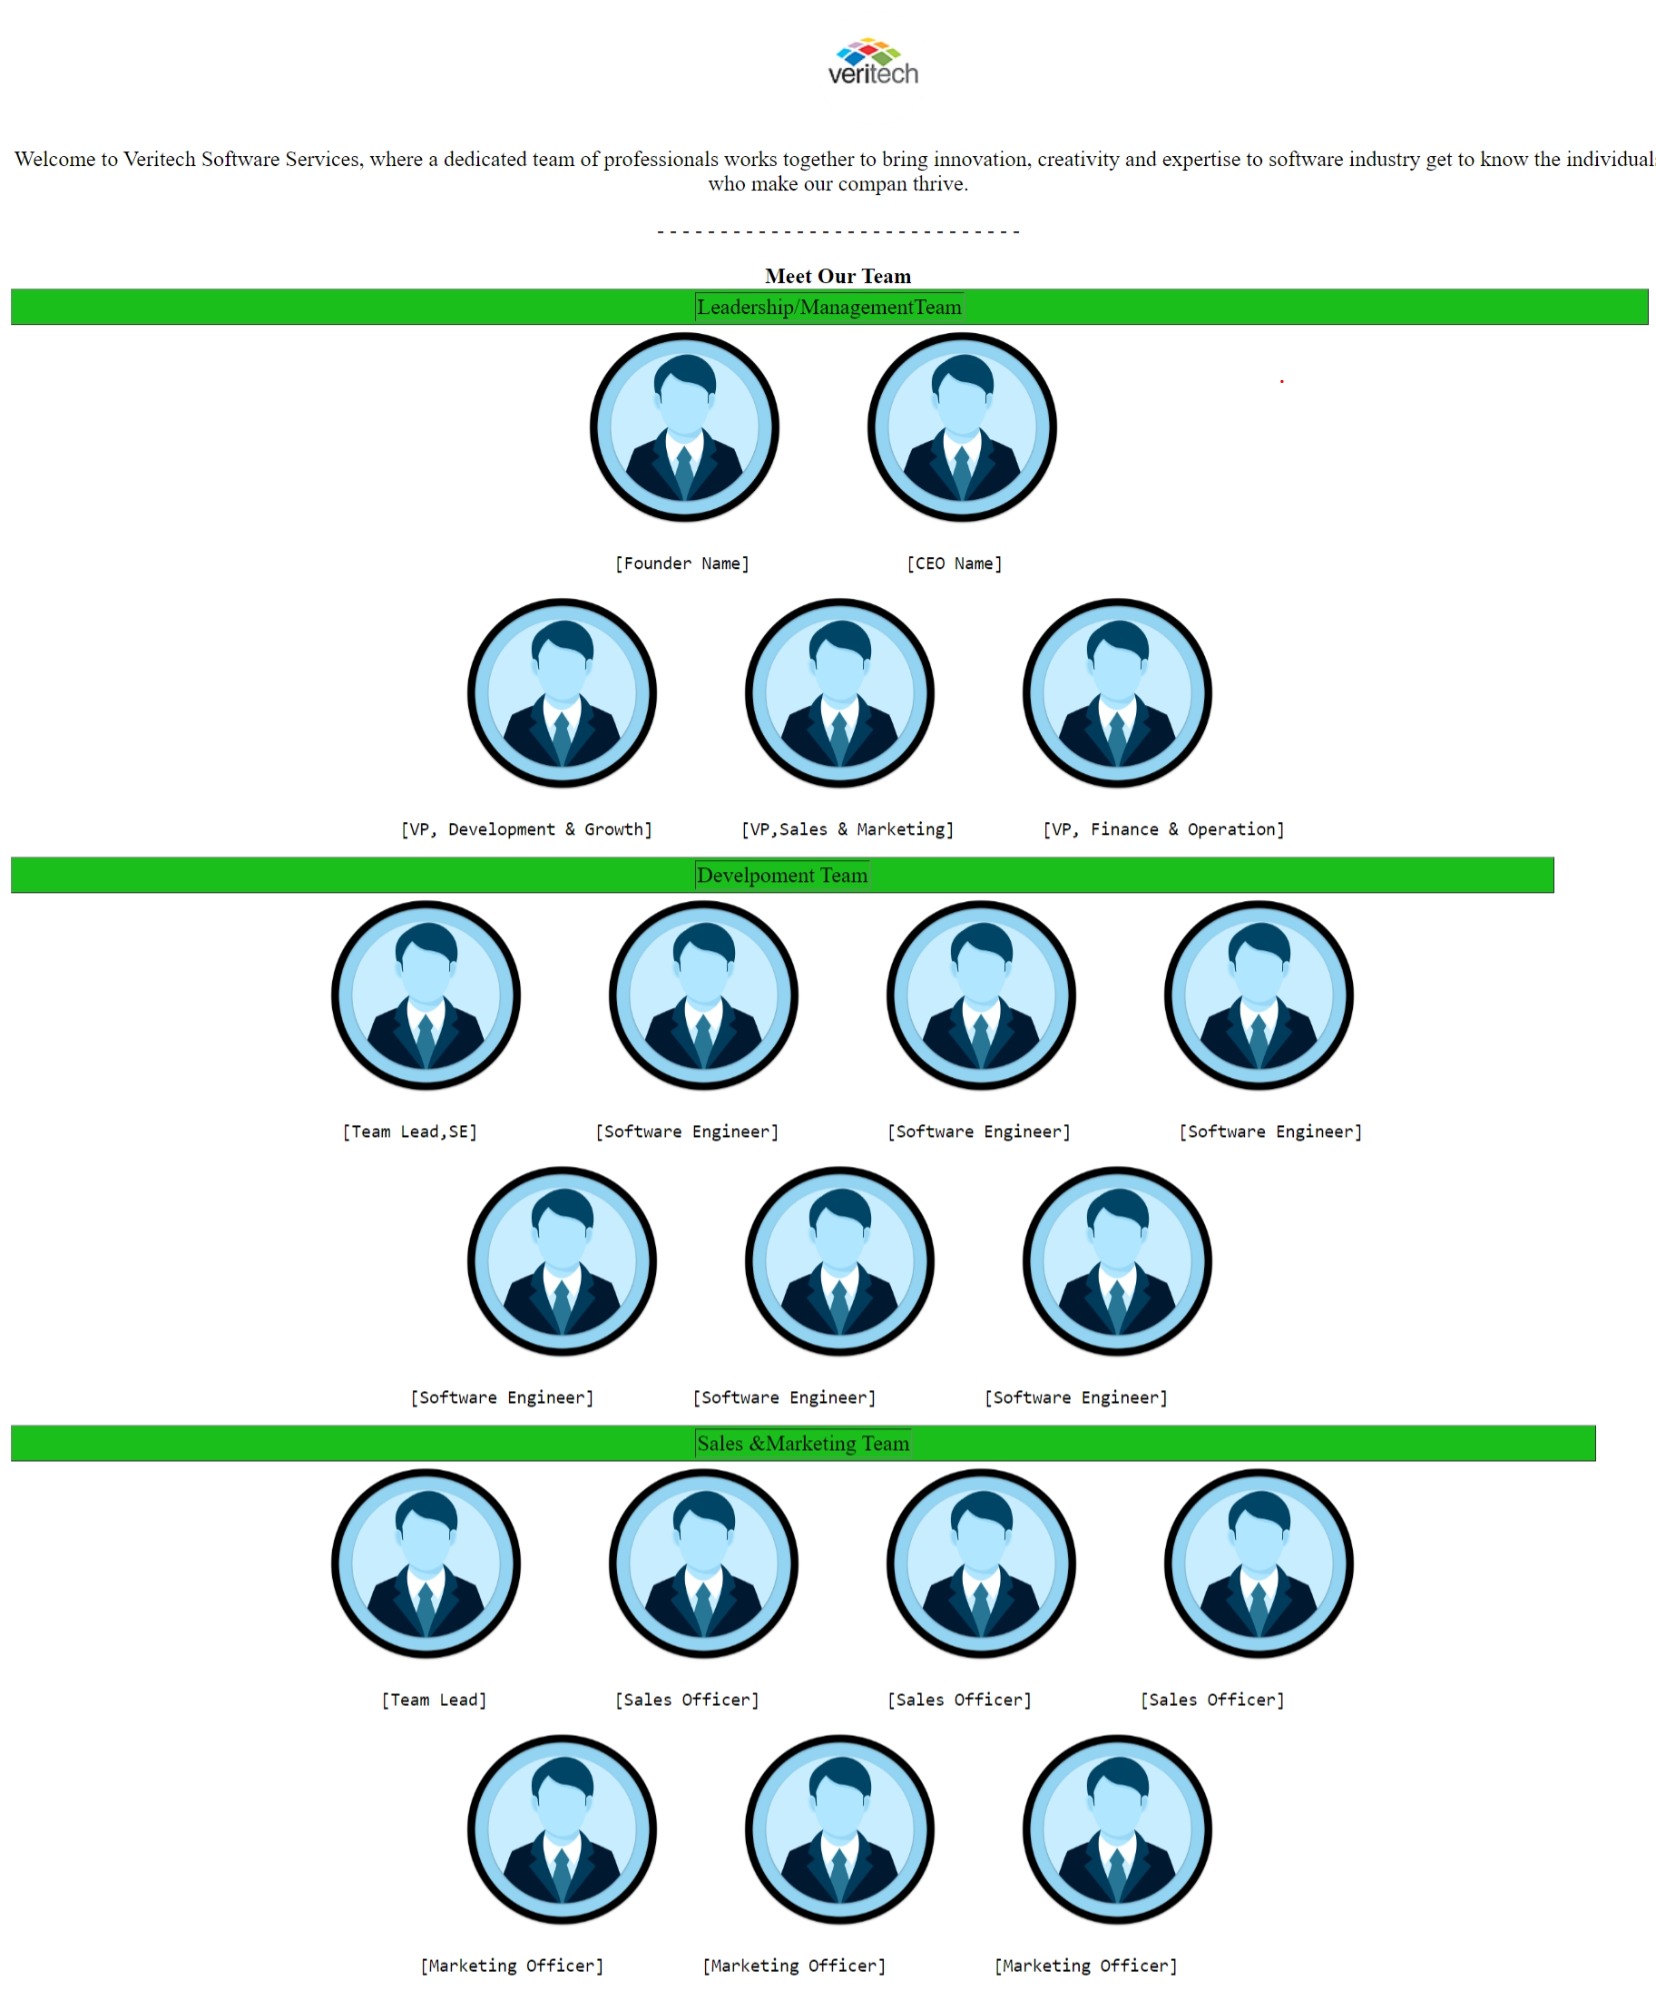 veritech
Welcome to Veritech Software Services, where a dedicated team of professionals works together to bring innovation, creativity and expertise to software industry get to know the individuals
who make our compan thrive.
- - - - - - - - - - - - - - - - - - - - - - - - - - - - -
Meet Our Team
Leadership/ManagementTeam
[Founder Name] [CEO Name]
[VP, Development & Growth] [VP,Sales & Marketing] [VP, Finance & Operation]
Develpoment Team
[Team Lead,SE] [Software Engineer] [Software Engineer] [Software Engineer]
[Software Engineer] [Software Engineer] [Software Engineer]
Sales &Marketing Team
[Team Lead] [Sales Officer] [Sales Officer] [Sales Officer]
[Marketing Officer] [Marketing Officer] [Marketing Officer]